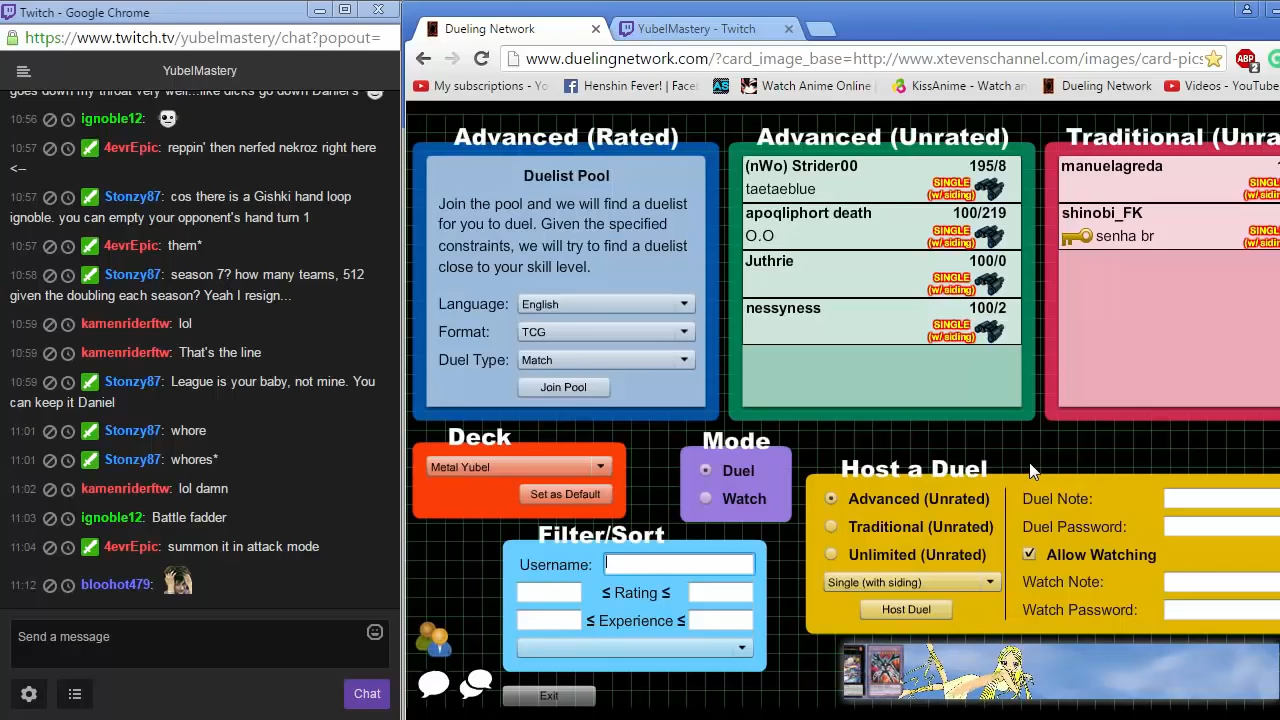 Twitch - Google Chrome
https://www.twitch.tv/yubelmastery/chat?popout=
YubelMastery
goes down my throat very well...like dicks go down Daniel's
10:56 ignoble12:
10:57 4evrEpic: reppin' then nerfed nekroz right here
<--
10:57 Stonzy87: cos there is a Gishki hand loop
ignoble. you can empty your opponent's hand turn 1
10:57 4evrEpic: them*
10:58 Stonzy87: season 7? how many teams, 512
given the doubling each season? Yeah I resign...
10:59 kamenriderftw: lol
10:59 kamenriderftw: That's the line
10:59 Stonzy87: League is your baby, not mine. You
can keep it Daniel
11:01 Stonzy87: whore
11:01 Stonzy87: whores*
11:02 kamenriderftw: lol damn
11:03 ignoble12: Battle fadder
11:04 4evrEpic: summon it in attack mode
11:12 bloohot479:
Send a message
Chat
Dueling Network
YubelMastery - Twitch
www.duelingnetwork.com/?card_image_base=http://www.xtevenschannel.com/images/card-pics
ABP
2
My subscriptions - Yo
Henshin Fever! | Face
AS
Watch Anime Online
KissAnime - Watch an
Dueling Network
Videos - YouTube
Advanced (Rated)
Duelist Pool
Join the pool and we will find a duelist
for you to duel. Given the specified
constraints, we will try to find a duelist
close to your skill level.
Language: English
Format: TCG
Duel Type: Match
Join Pool
Advanced (Unrated)
(nWo) Strider00 195/8
taetaeblue SINGLE
(w/ siding)
apoqliphort death 100/219
O.O SINGLE
(w/ siding)
Juthrie 100/0
SINGLE
(w/ siding)
nessyness 100/2
SINGLE
(w/ siding)
Traditional (Unra
manuelagreda
SINGL
(w/ sidi
shinobi_FK
senha br SINGL
(w/ sidi
Deck
Metal Yubel
Set as Default
Mode
Duel
Watch
Filter/Sort
Username:
≤ Rating ≤
≤ Experience ≤
Exit
Host a Duel
Advanced (Unrated)
Traditional (Unrated)
Unlimited (Unrated)
Single (with siding)
Host Duel
Duel Note:
Duel Password:
Allow Watching
Watch Note:
Watch Password: